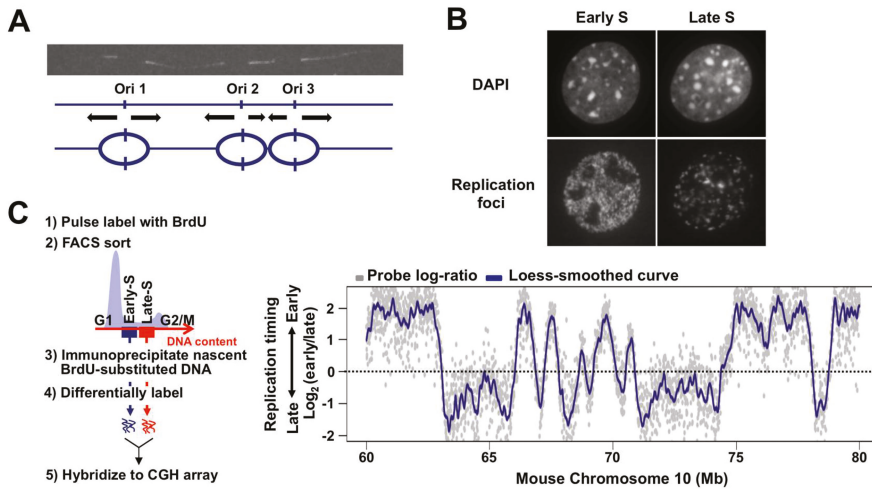 A
Ori 1 Ori 2 Ori 3
B
Early S Late S
DAPI
Replication
foci
C
1) Pulse label with BrdU
2) FACS sort
Early-S
Late-S
G1 G2/M
DNA content
3) Immunoprecipitate nascent
BrdU-substituted DNA
4) Differentially label
5) Hybridize to CGH array
Probe log-ratio Loess-smoothed curve
Replication timing
Late Early
Log2 (early/late)
2
1
0
-1
-2
60 65 70 75 80
Mouse Chromosome 10 (Mb)